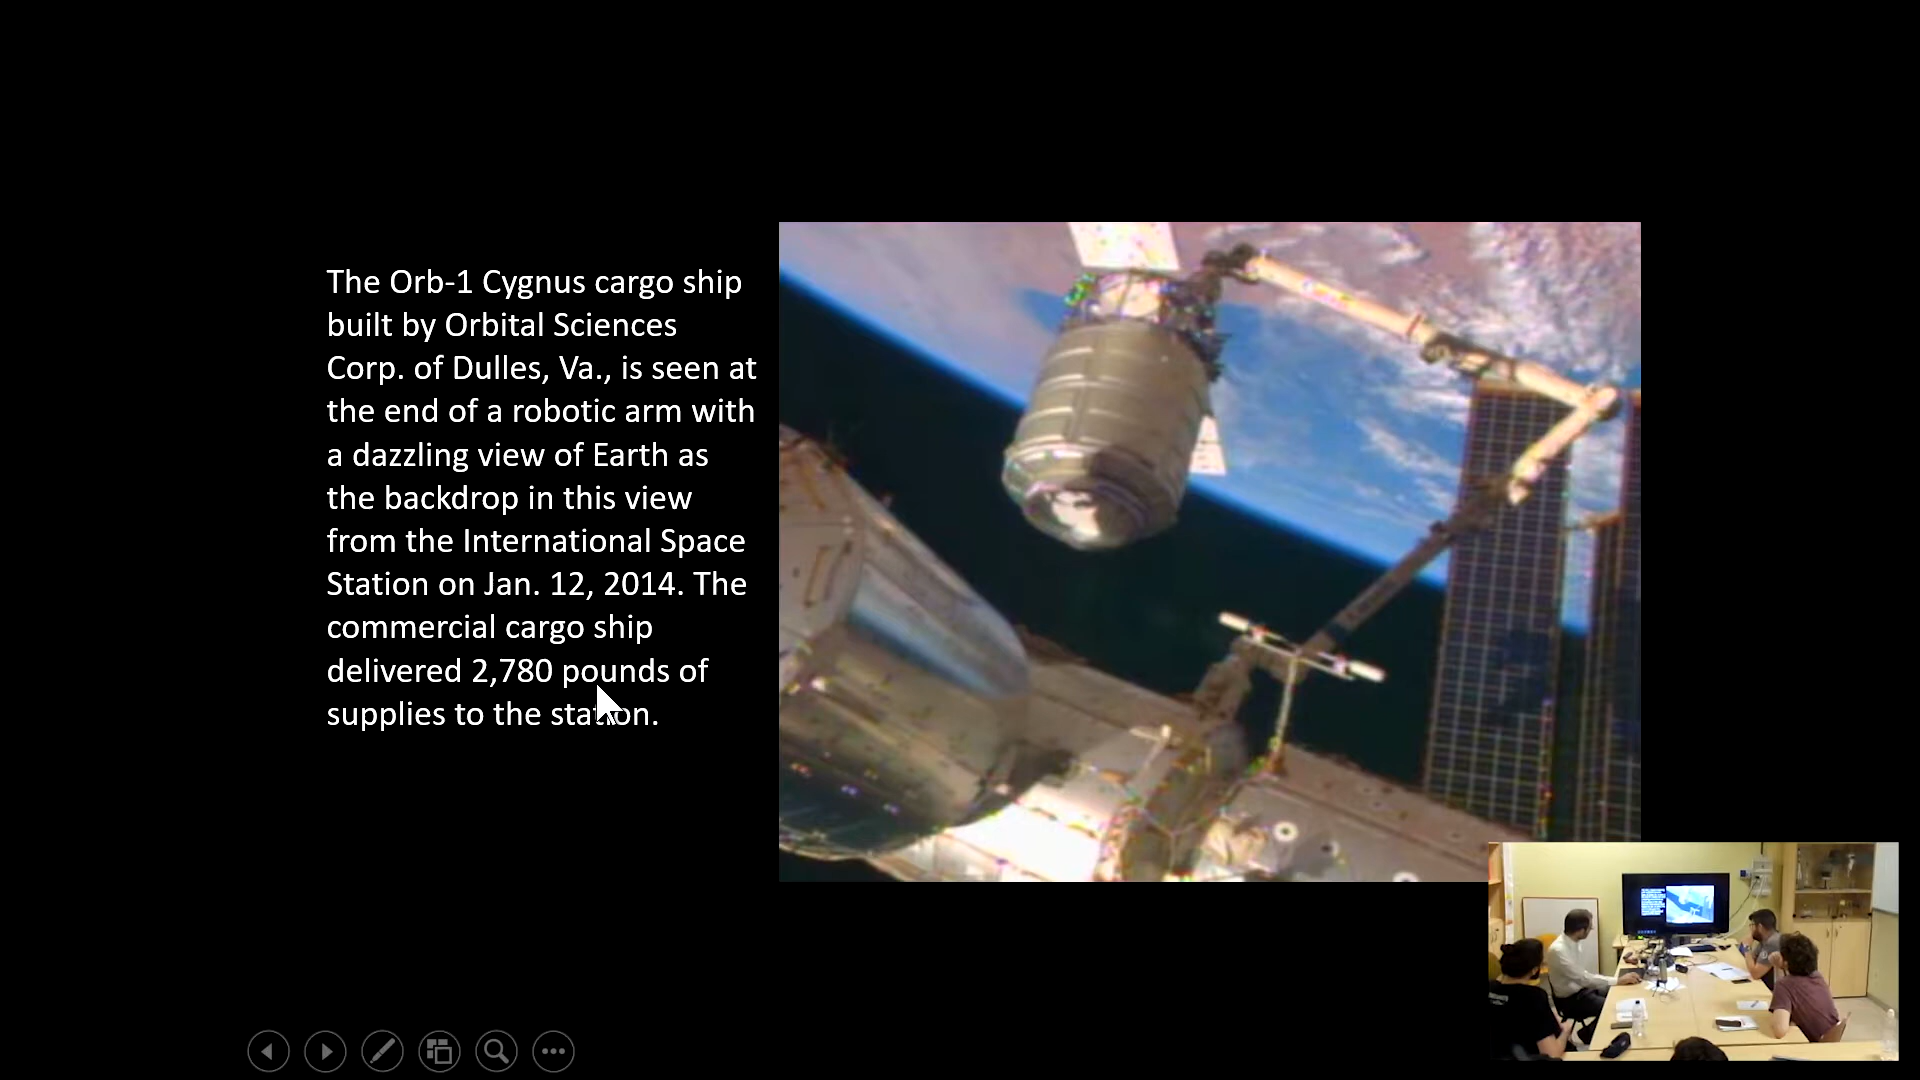 The Orb-1 Cygnus cargo ship
built by Orbital Sciences
Corp. of Dulles, Va., is seen at
the end of a robotic arm with
a dazzling view of Earth as
the backdrop in this view
from the International Space
Station on Jan. 12, 2014. The
commercial cargo ship
delivered 2,780 pounds of
supplies to the station.